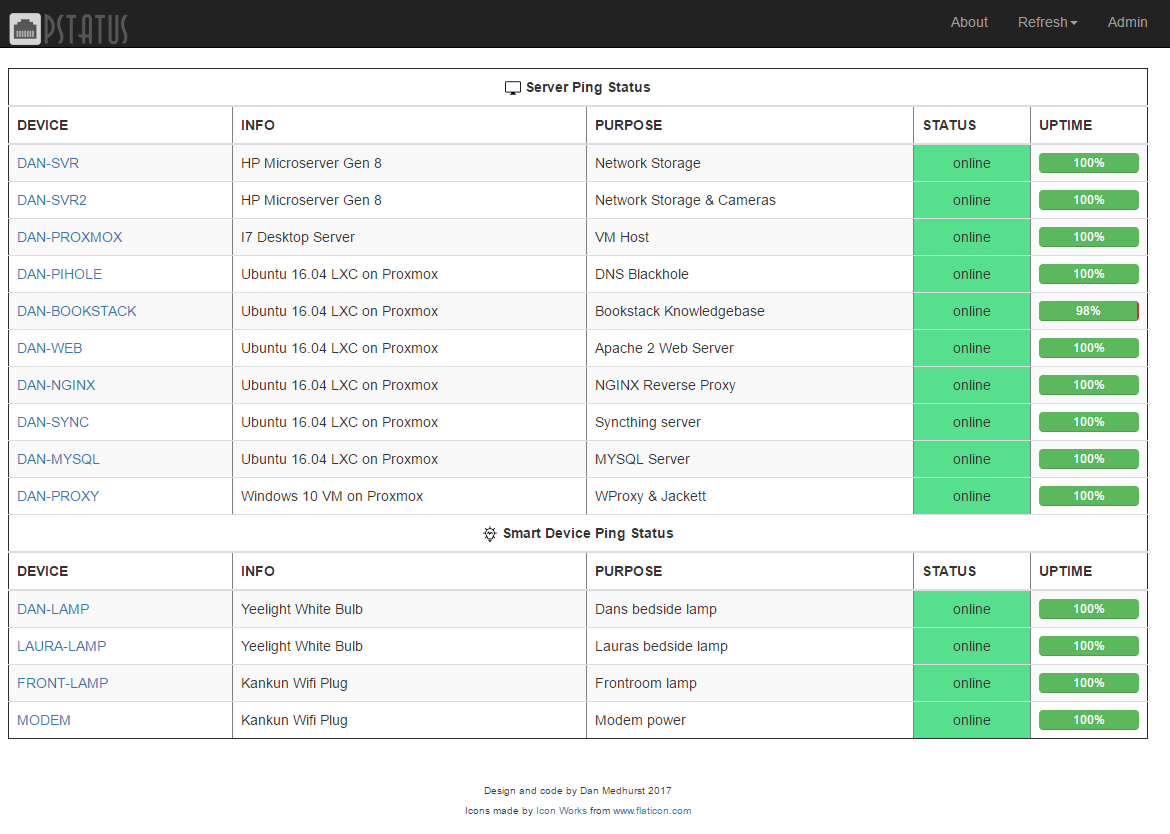 PSTATUS About Refresh Admin
Server Ping Status
DEVICE INFO PURPOSE STATUS UPTIME
DAN-SVR HP Microserver Gen 8 Network Storage online 100%
DAN-SVR2 HP Microserver Gen 8 Network Storage & Cameras online 100%
DAN-PROXMOX I7 Desktop Server VM Host online 100%
DAN-PIHOLE Ubuntu 16.04 LXC on Proxmox DNS Blackhole online 100%
DAN-BOOKSTACK Ubuntu 16.04 LXC on Proxmox Bookstack Knowledgebase online 98%
DAN-WEB Ubuntu 16.04 LXC on Proxmox Apache 2 Web Server online 100%
DAN-NGINX Ubuntu 16.04 LXC on Proxmox NGINX Reverse Proxy online 100%
DAN-SYNC Ubuntu 16.04 LXC on Proxmox Syncthing server online 100%
DAN-MYSQL Ubuntu 16.04 LXC on Proxmox MYSQL Server online 100%
DAN-PROXY Windows 10 VM on Proxmox WProxy & Jackett online 100%
Smart Device Ping Status
DEVICE INFO PURPOSE STATUS UPTIME
DAN-LAMP Yeelight White Bulb Dans bedside lamp online 100%
LAURA-LAMP Yeelight White Bulb Lauras bedside lamp online 100%
FRONT-LAMP Kankun Wifi Plug Frontroom lamp online 100%
MODEM Kankun Wifi Plug Modem power online 100%
Design and code by Dan Medhurst 2017
Icons made by Icon Works from www.flaticon.com